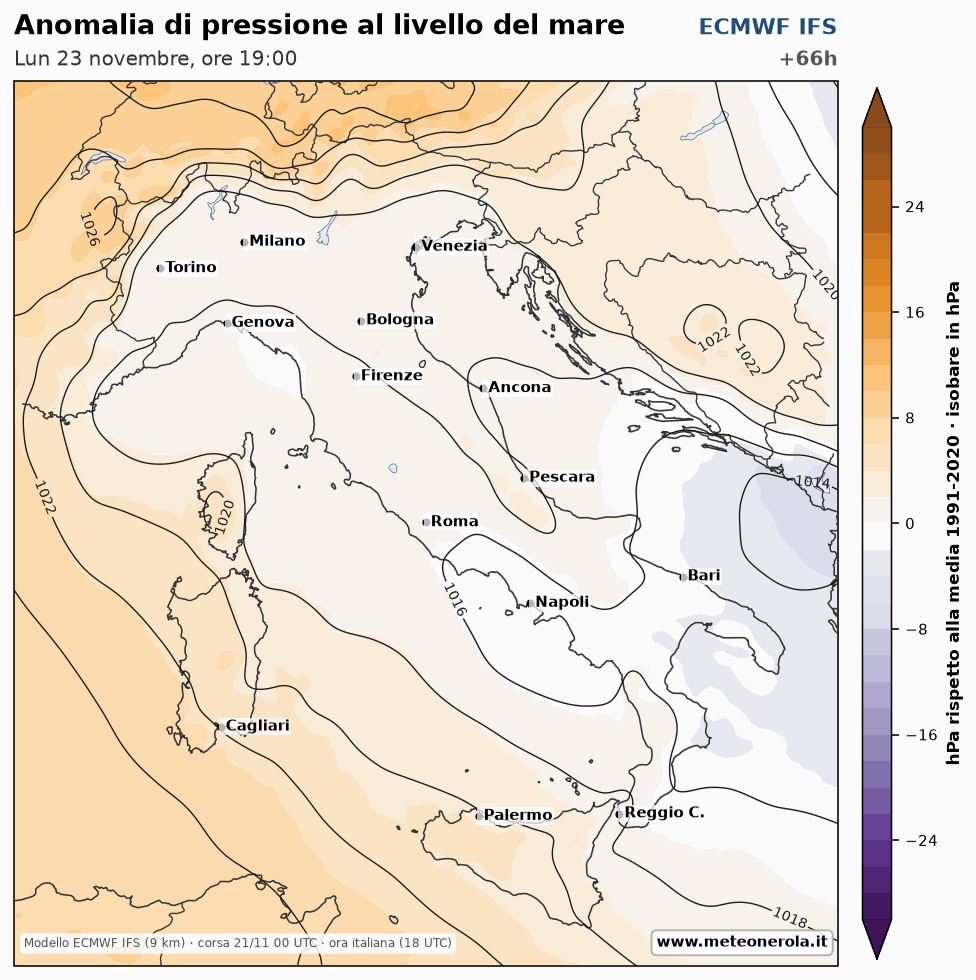 Anomalia di pressione al livello del mare
ECMWF IFS
Lun 23 novembre, ore 19:00
+66h
1026
Milano
Venezia
Torino
1020
Genova
Bologna
1022
1022
Firenze
Ancona
1022
Pescara
1014
1020
Roma
Bari
1016
Napoli
Cagliari
Palermo
Reggio C.
1018
Modello ECMWF IFS (9 km) · corsa 21/11 00 UTC · ora italiana (18 UTC)
www.meteonerola.it
24
16
8
0
−8
−16
−24
hPa rispetto alla media 1991-2020 · isobare in hPa